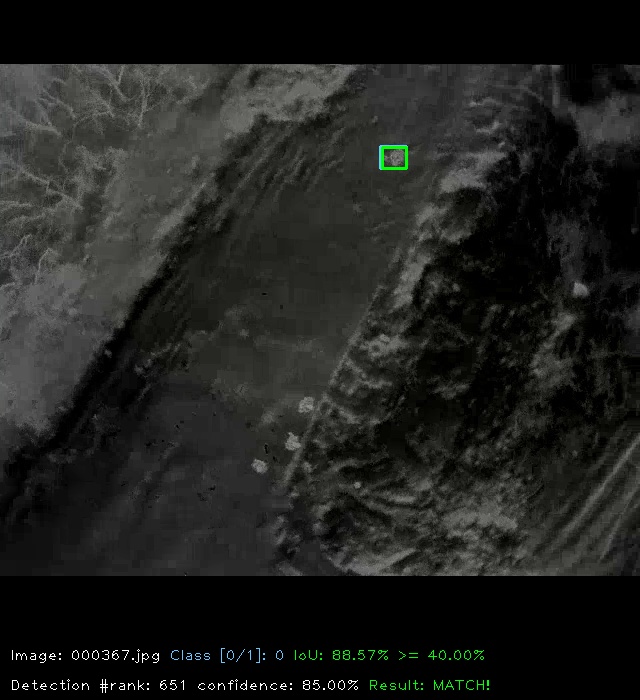 Image: 000367.jpg Class [0/1]: 0 IoU: 88.57% >= 40.00%
Detection #rank: 651 confidence: 85.00% Result: MATCH!